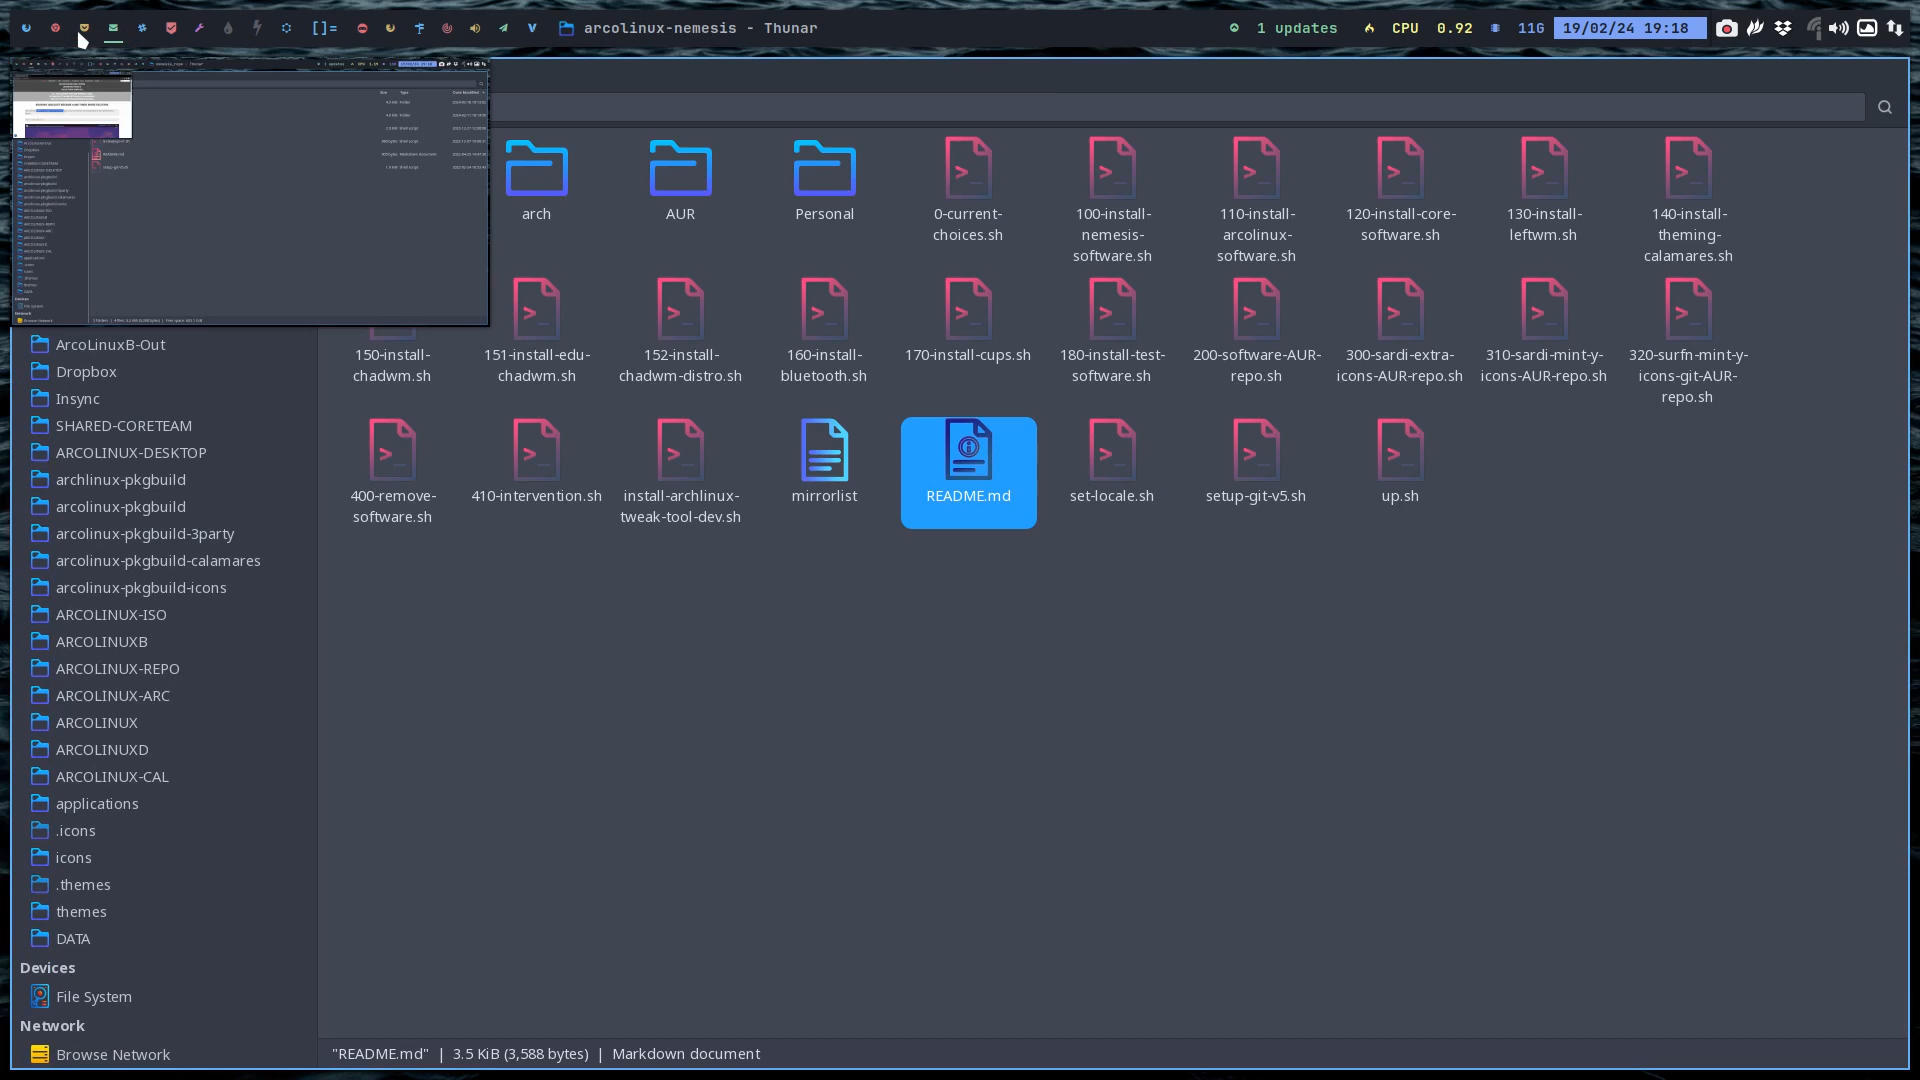 []= arcolinux-nemesis - Thunar 1 updates CPU 0.92 11G 19/02/24 19:18
arch AUR Personal 0-current- 100-install- 110-install- 120-install-core- 130-install- 140-install-
choices.sh nemesis- arcolinux- software.sh leftwm.sh theming-
software.sh software.sh calamares.sh
150-install- 151-install-edu- 152-install- 160-install- 170-install-cups.sh 180-install-test- 200-software-AUR- 300-sardi-extra- 310-sardi-mint-y- 320-surfn-mint-y-
chadwm.sh chadwm.sh chadwm-distro.sh bluetooth.sh software.sh repo.sh icons-AUR-repo.sh icons-AUR-repo.sh icons-git-AUR-
repo.sh
400-remove- 410-intervention.sh install-archlinux- mirrorlist README.md set-locale.sh setup-git-v5.sh up.sh
software.sh tweak-tool-dev.sh
ArcoLinuxB-Out
Dropbox
Insync
SHARED-CORETEAM
ARCOLINUX-DESKTOP
archlinux-pkgbuild
arcolinux-pkgbuild
arcolinux-pkgbuild-3party
arcolinux-pkgbuild-calamares
arcolinux-pkgbuild-icons
ARCOLINUX-ISO
ARCOLINUXB
ARCOLINUX-REPO
ARCOLINUX-ARC
ARCOLINUX
ARCOLINUXD
ARCOLINUX-CAL
applications
.icons
icons
.themes
themes
DATA
Devices
File System
Network
Browse Network
"README.md" | 3.5 KiB (3,588 bytes) | Markdown document